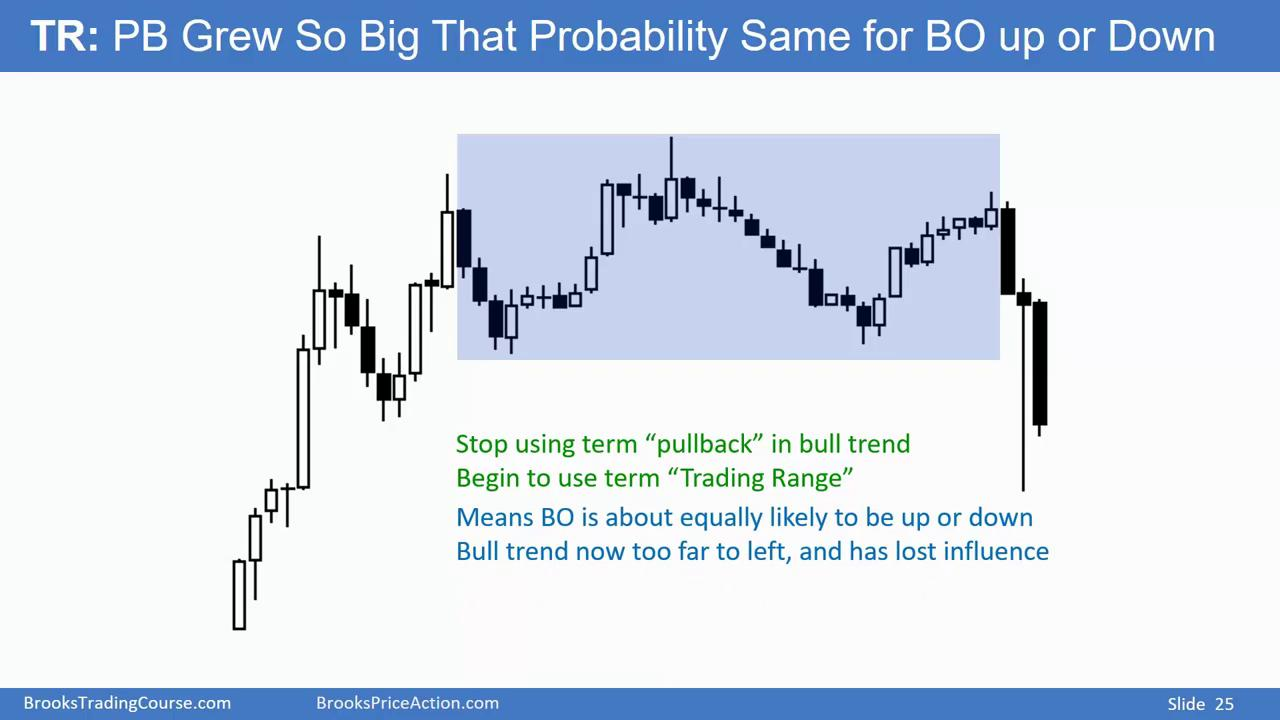 TR: PB Grew So Big That Probability Same for BO up or Down
Stop using term “pullback” in bull trend
Begin to use term “Trading Range”
Means BO is about equally likely to be up or down
Bull trend now too far to left, and has lost influence
BrooksTradingCourse.com
BrooksPriceAction.com
Slide 25